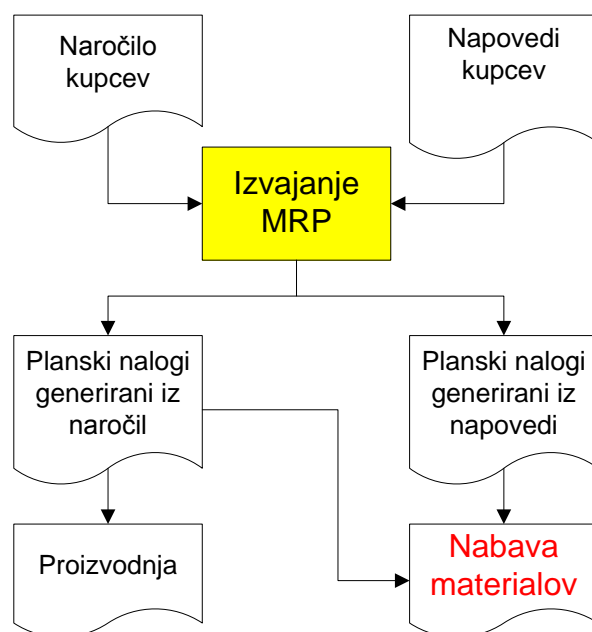 Naročilo
kupcev
Napovedi
kupcev
Izvajanje
MRP
Planski nalogi
generirani iz
naročil
Planski nalogi
generirani iz
napovedi
Proizvodnja
Nabava
materialov